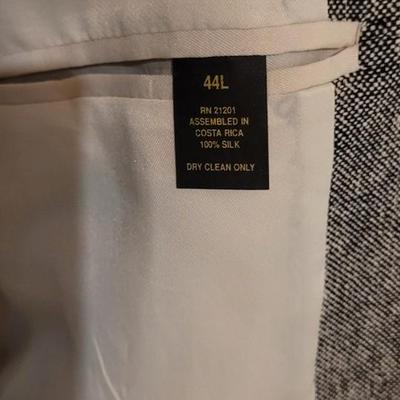 44L
RN 21201
ASSEMBLED IN
COSTA RICA
100% SILK
DRY CLEAN ONLY